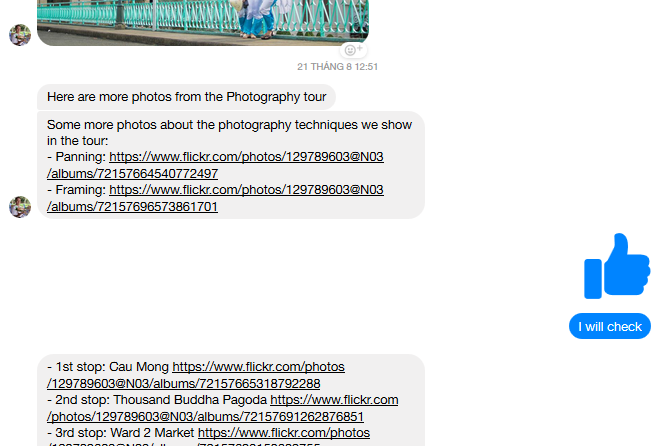 21 THÁNG 8 12:51
Here are more photos from the Photography tour
Some more photos about the photography techniques we show
in the tour:
- Panning: https://www.flickr.com/photos/129789603@N03
/albums/72157664540772497
- Framing: https://www.flickr.com/photos/129789603@N03
/albums/72157696573861701
I will check
- 1st stop: Cau Mong https://www.flickr.com/photos
/129789603@N03/albums/72157665318792288
- 2nd stop: Thousand Buddha Pagoda https://www.flickr.com
/photos/129789603@N03/albums/72157691262876851
- 3rd stop: Ward 2 Market https://www.flickr.com/photos